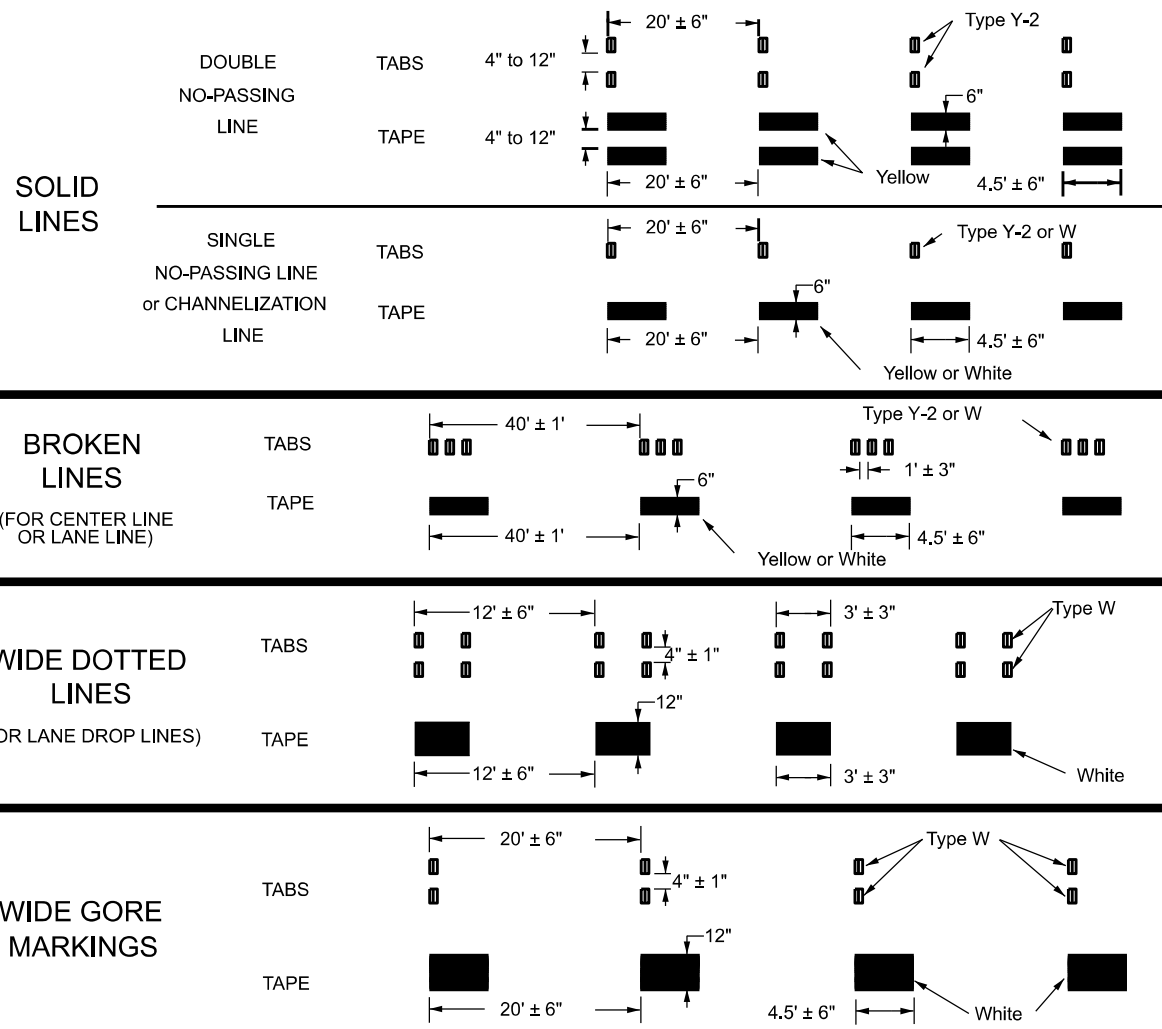 SOLID
LINES
DOUBLE
NO-PASSING
LINE
TABS
4" to 12"
20' ± 6"
Type Y-2
TAPE
4" to 12"
6"
20' ± 6"
Yellow
4.5' ± 6"
SINGLE
NO-PASSING LINE
or CHANNELIZATION
LINE
TABS
20' ± 6"
Type Y-2 or W
TAPE
6"
20' ± 6"
4.5' ± 6"
Yellow or White
BROKEN
LINES
(FOR CENTER LINE
OR LANE LINE)
TABS
40' ± 1'
Type Y-2 or W
1' ± 3"
TAPE
6"
40' ± 1'
4.5' ± 6"
Yellow or White
WIDE DOTTED
LINES
OR LANE DROP LINES)
TABS
12' ± 6"
3' ± 3"
Type W
4" ± 1"
TAPE
12"
12' ± 6"
3' ± 3"
White
WIDE GORE
MARKINGS
TABS
20' ± 6"
Type W
4" ± 1"
TAPE
12"
20' ± 6"
4.5' ± 6"
White